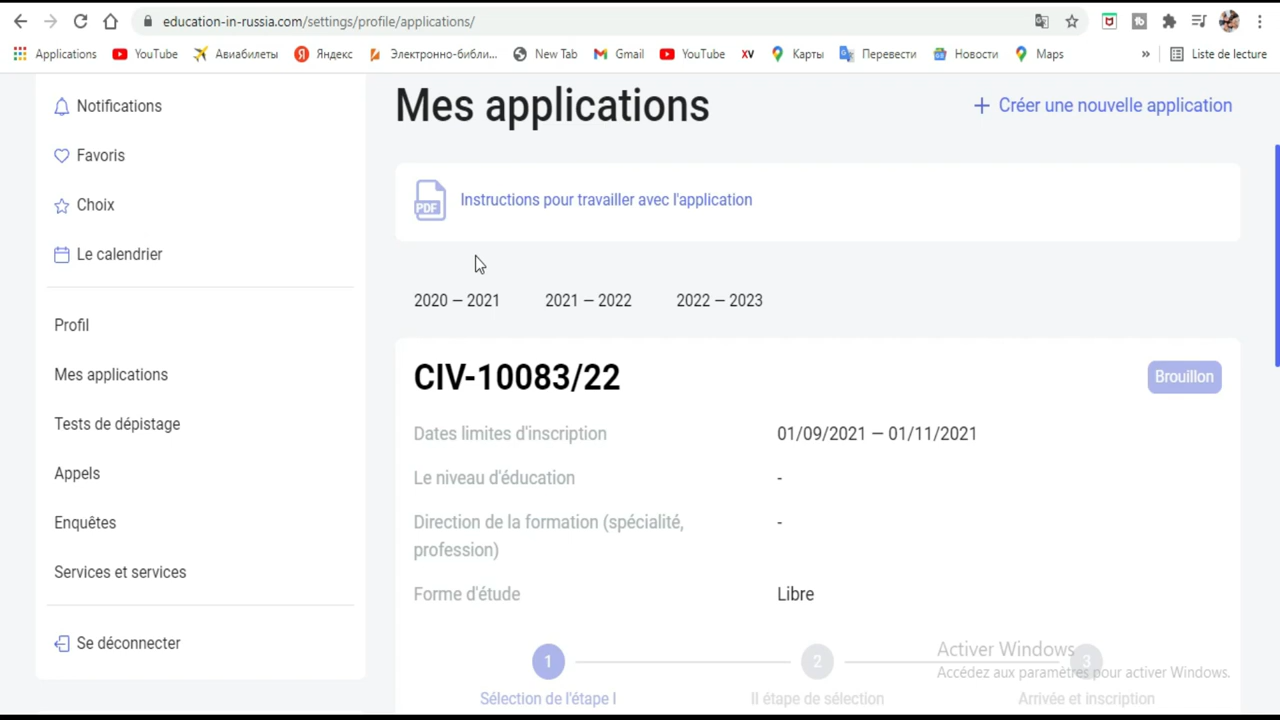 education-in-russia.com/settings/profile/applications/
Applications YouTube Авиабилеты Яндекс Электронно-библи... New Tab Gmail YouTube XV Карты Перевести Новости Maps » Liste de lecture
Notifications
Favoris
Choix
Le calendrier
Profil
Mes applications
Tests de dépistage
Appels
Enquêtes
Services et services
Se déconnecter
Mes applications
+ Créer une nouvelle application
PDF Instructions pour travailler avec l'application
2020 – 2021 2021 – 2022 2022 – 2023
CIV-10083/22 Brouillon
Dates limites d'inscription 01/09/2021 – 01/11/2021
Le niveau d'éducation -
Direction de la formation (spécialité, -
profession)
Forme d'étude Libre
1 2 3
Sélection de l'étape I II étape de sélection Arrivée et inscription
Activer Windows
Accédez aux paramètres pour activer Windows.